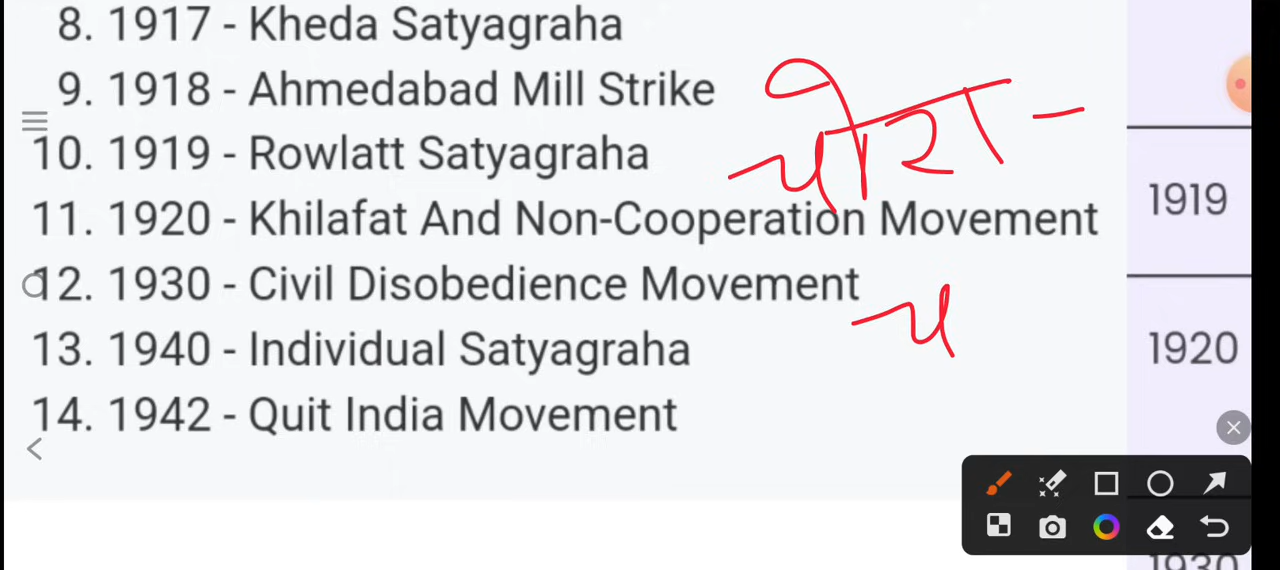 8. 1917 - Kheda Satyagraha
9. 1918 - Ahmedabad Mill Strike
10. 1919 - Rowlatt Satyagraha
चौरा -
11. 1920 - Khilafat And Non-Cooperation Movement
12. 1930 - Civil Disobedience Movement
च
13. 1940 - Individual Satyagraha
14. 1942 - Quit India Movement
1919
1920
1930